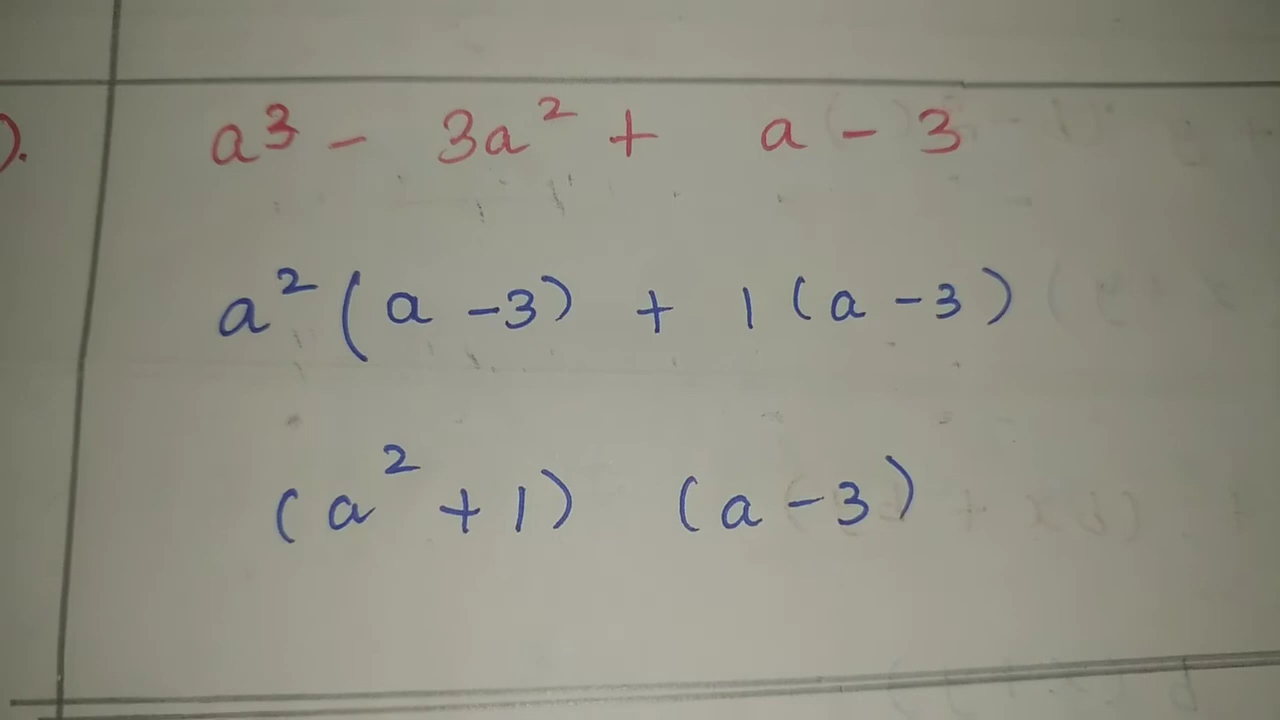 ).
a³ - 3a² + a - 3
a² (a - 3) + 1 (a - 3)
(a² + 1) (a - 3)